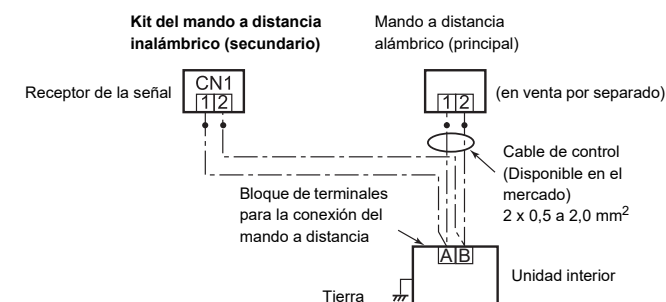 Kit del mando a distancia
inalámbrico (secundario)
Mando a distancia
alámbrico (principal)
Receptor de la señal
CN1
1 2
1 2
(en venta por separado)
Cable de control
(Disponible en el
mercado)
2 x 0,5 a 2,0 mm²
Bloque de terminales
para la conexión del
mando a distancia
A B
Unidad interior
Tierra